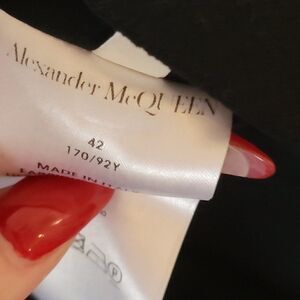 Alexander McQUEEN
42
170/92Y
MADE IN